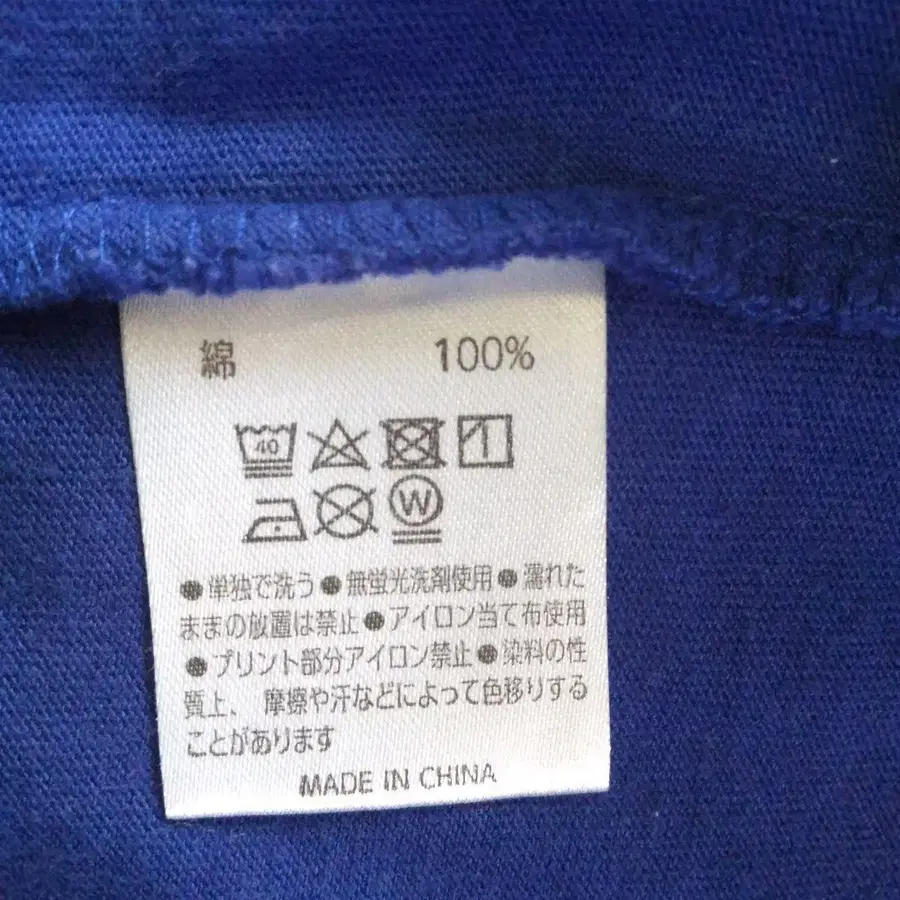 綿 100%
40
W
●単独で洗う●無蛍光洗剤使用●濡れた
ままの放置は禁止●アイロン当て布使用
●プリント部分アイロン禁止●染料の性
質上、摩擦や汗などによって色移りする
ことがあります
MADE IN CHINA